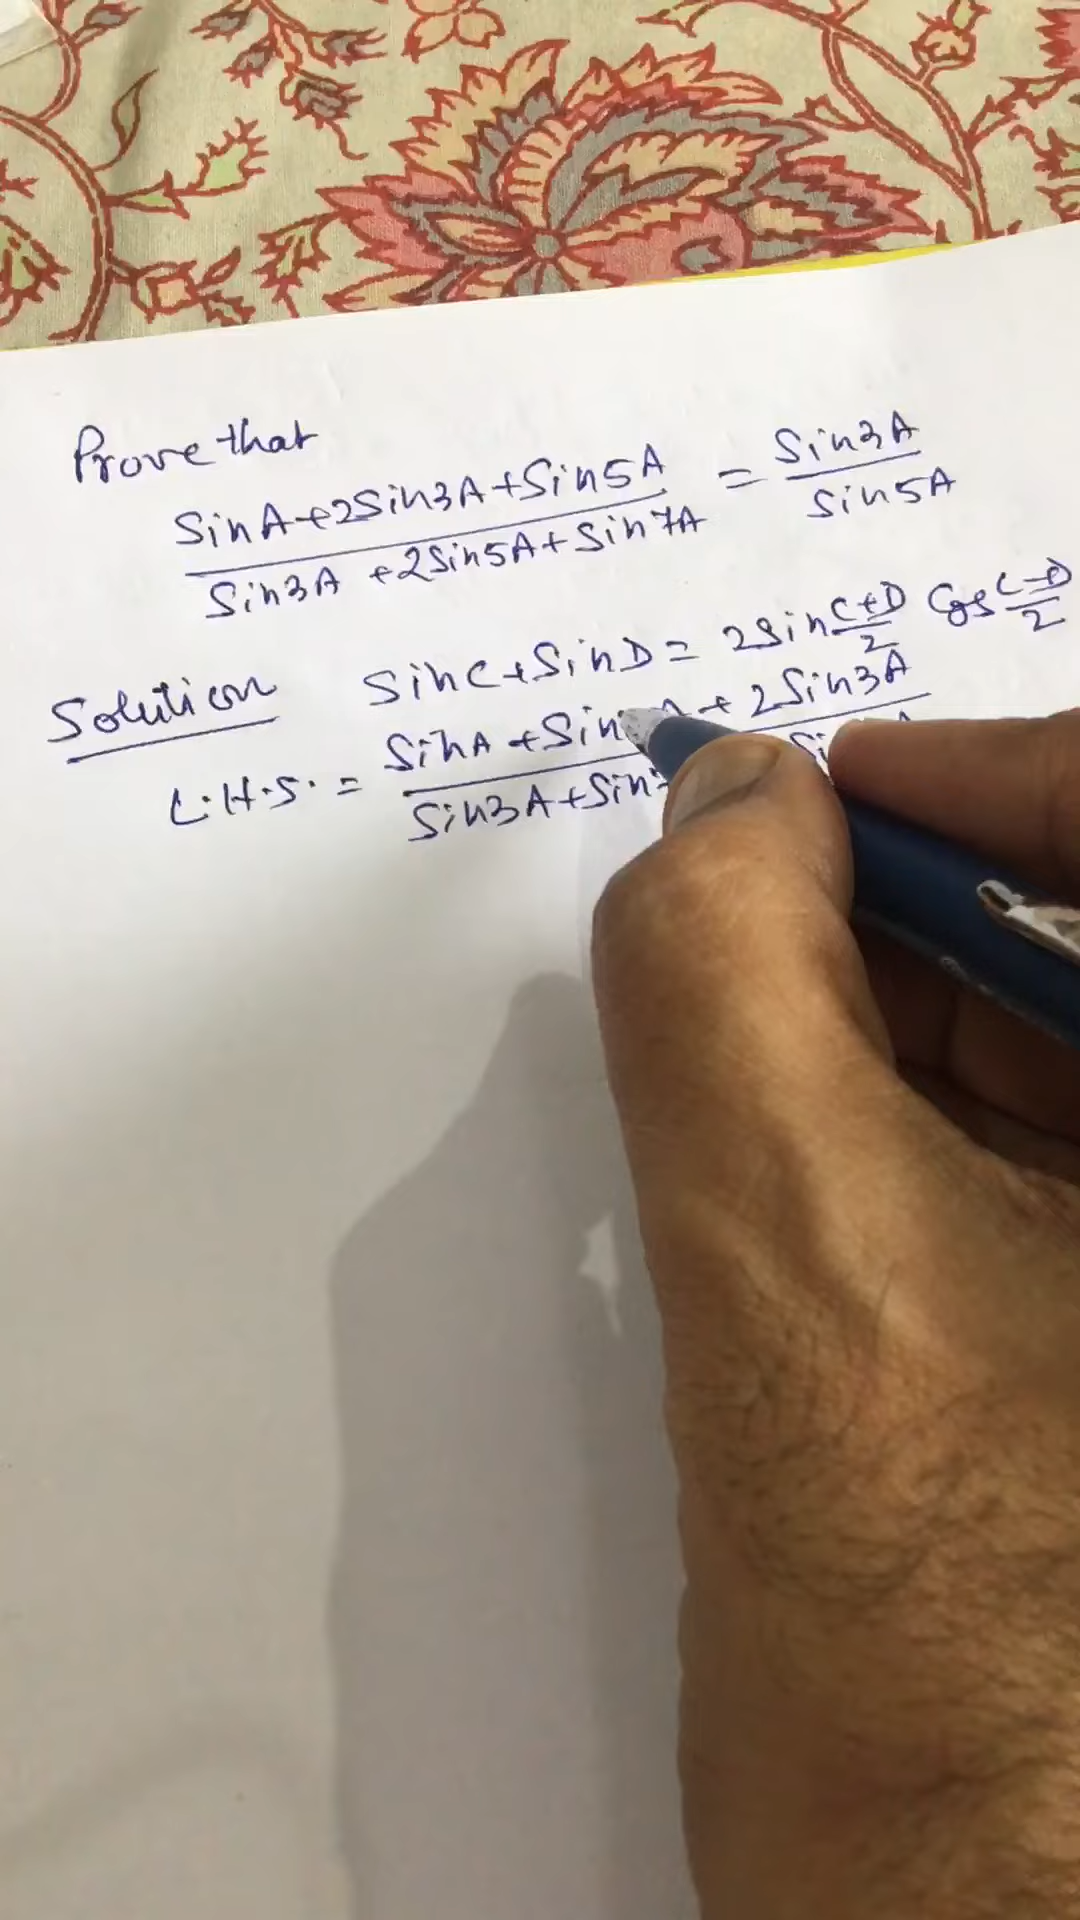 Prove that
SinA+2Sin3A+Sin5A / Sin3A+2Sin5A+Sin7A = Sin3A / Sin5A
Solution SinC+SinD = 2Sin C+D/2 Cos C-D/2
L.H.S. = SinA+Sin + 2Sin3A / Sin3A+Sin